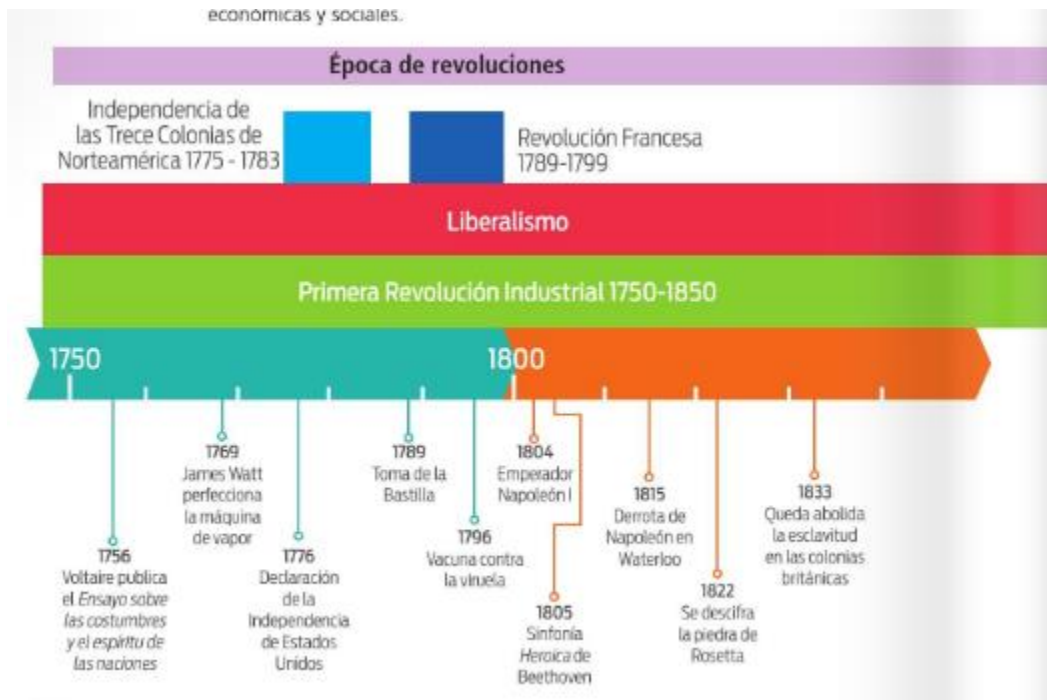 económicas y sociales.
Época de revoluciones
Independencia de
las Trece Colonias de
Norteamérica 1775 - 1783
Revolución Francesa
1789-1799
Liberalismo
Primera Revolución Industrial 1750-1850
1750
1800
1756
Voltaire publica
el Ensayo sobre
las costumbres
y el espíritu de
las naciones
1769
James Watt
perfecciona
la máquina
de vapor
1776
Declaración
de la
Independencia
de Estados
Unidos
1789
Toma de la
Bastilla
1796
Vacuna contra
la viruela
1804
Emperador
Napoleón I
1805
Sinfonía
Heroica de
Beethoven
1815
Derrota de
Napoleón en
Waterloo
1822
Se descifra
la piedra de
Rosetta
1833
Queda abolida
la esclavitud
en las colonias
británicas